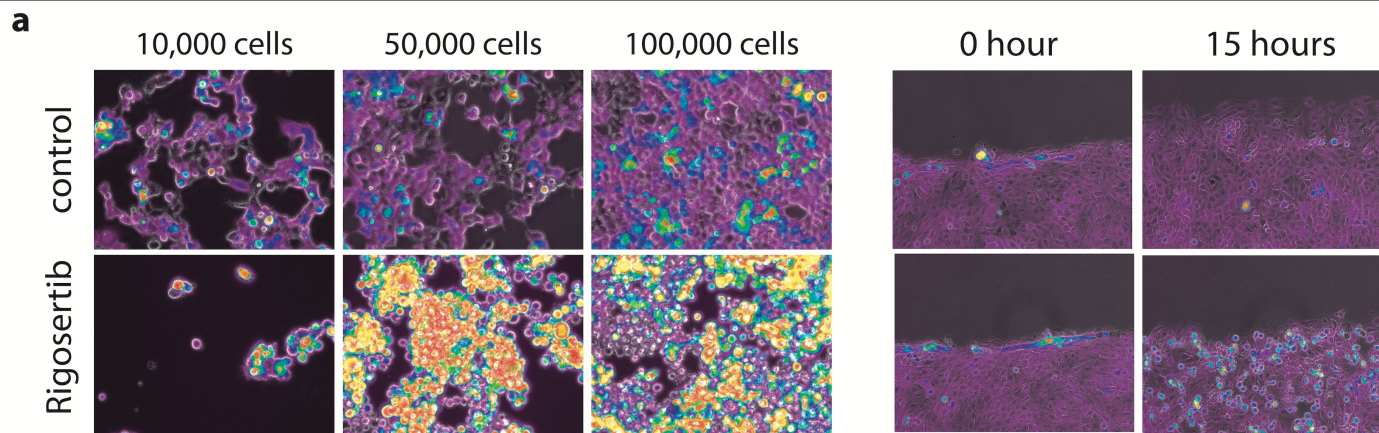 a
10,000 cells
50,000 cells
100,000 cells
0 hour
15 hours
control
Rigosertib